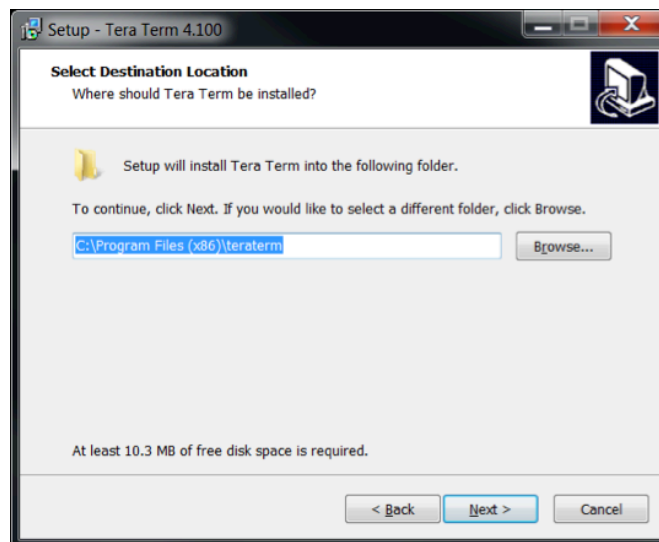 Setup - Tera Term 4.100
Select Destination Location
Where should Tera Term be installed?
Setup will install Tera Term into the following folder.
To continue, click Next. If you would like to select a different folder, click Browse.
C:\Program Files (x86)\teraterm
Browse...
At least 10.3 MB of free disk space is required.
< Back
Next >
Cancel